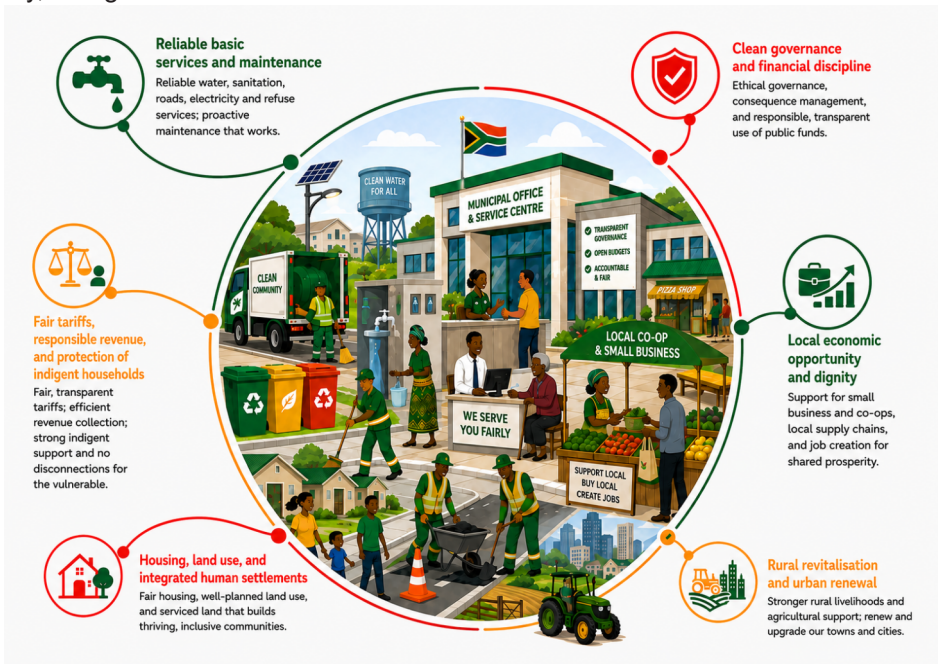 Reliable basic
services and maintenance
Reliable water, sanitation,
roads, electricity and refuse
services; proactive
maintenance that works.
Clean governance
and financial discipline
Ethical governance,
consequence management,
and responsible, transparent
use of public funds.
Fair tariffs,
responsible revenue,
and protection of
indigent households
Fair, transparent
tariffs; efficient
revenue collection;
strong indigent
support and no
disconnections for
the vulnerable.
Local economic
opportunity
and dignity
Support for small
business and co-ops,
local supply chains,
and job creation for
shared prosperity.
Housing, land use, and
integrated human settlements
Fair housing, well-planned land use,
and serviced land that builds
thriving, inclusive communities.
Rural revitalisation
and urban renewal
Stronger rural livelihoods and
agricultural support; renew and
upgrade our towns and cities.
CLEAN WATER
FOR ALL
MUNICIPAL OFFICE
& SERVICE CENTRE
TRANSPARENT
GOVERNANCE
OPEN BUDGETS
ACCOUNTABLE
& FAIR
CLEAN
COMMUNITY
PIZZA SHOP
LOCAL CO-OP
& SMALL BUSINESS
WE SERVE
YOU FAIRLY
SUPPORT LOCAL
BUY LOCAL
CREATE JOBS